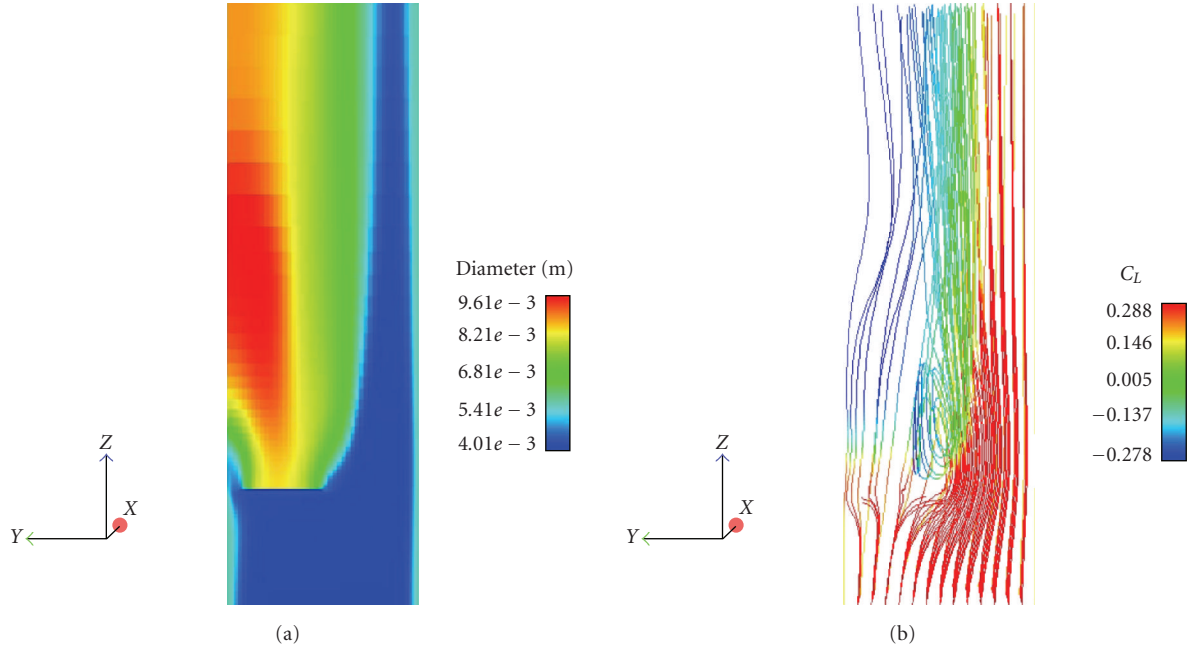 Diameter (m)
9.61e − 3
8.21e − 3
6.81e − 3
5.41e − 3
4.01e − 3
Z
X
Y
(a)
C_L
0.288
0.146
0.005
−0.137
−0.278
Z
X
Y
(b)